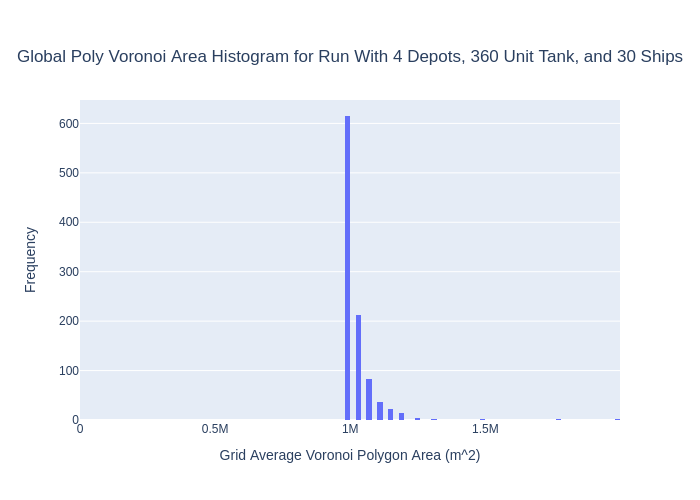 Global Poly Voronoi Area Histogram for Run With 4 Depots, 360 Unit Tank, and 30 Ships
600
500
400
300
200
100
0
Frequency
0 0.5M 1M 1.5M
Grid Average Voronoi Polygon Area (m^2)